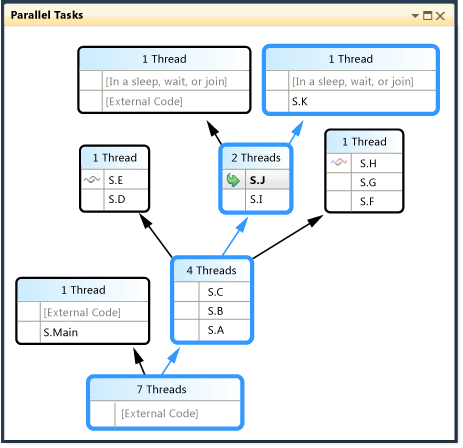 Parallel Tasks
1 Thread
[In a sleep, wait, or join]
[External Code]
1 Thread
[In a sleep, wait, or join]
S.K
1 Thread
S.E
S.D
2 Threads
S.J
S.I
1 Thread
S.H
S.G
S.F
4 Threads
S.C
S.B
S.A
1 Thread
[External Code]
S.Main
7 Threads
[External Code]